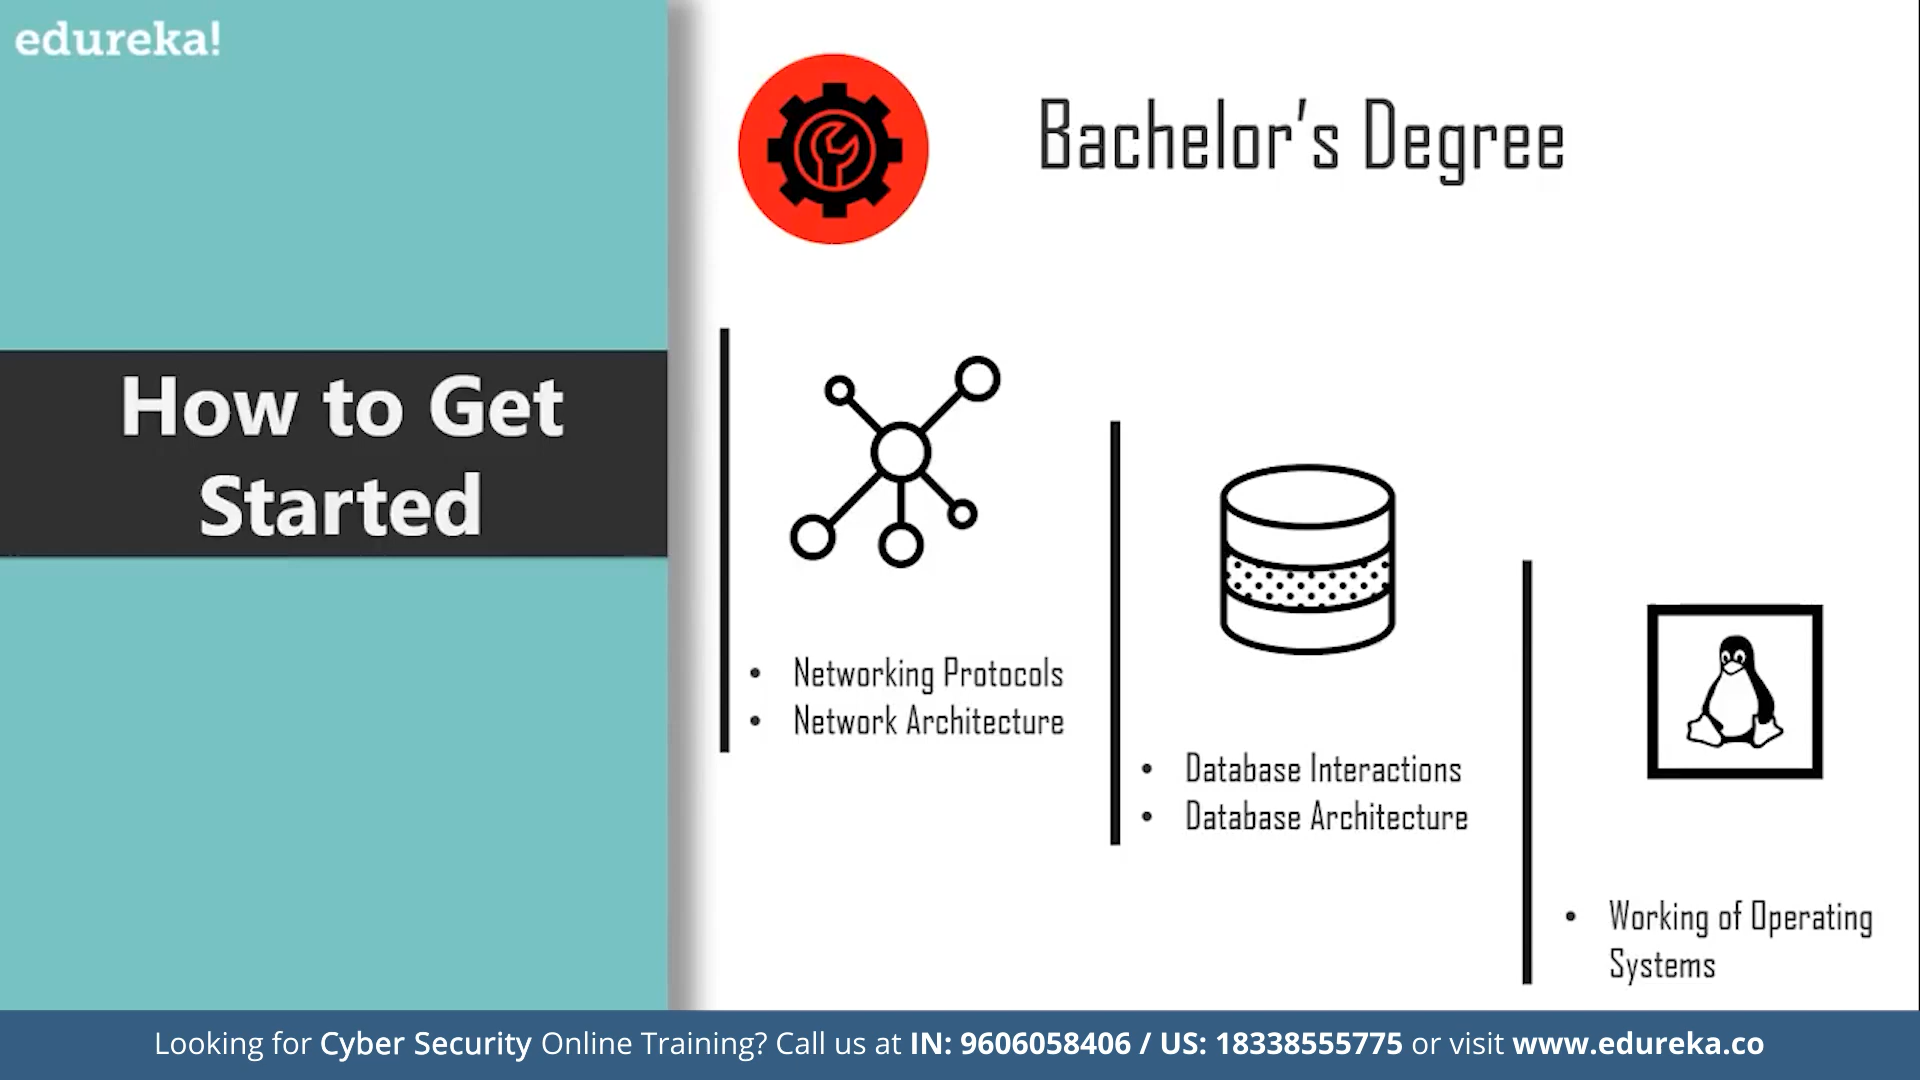 edureka!
How to Get
Started
Bachelor's Degree
• Networking Protocols
• Network Architecture
• Database Interactions
• Database Architecture
• Working of Operating
Systems
Looking for Cyber Security Online Training? Call us at IN: 9606058406 / US: 18338555775 or visit www.edureka.co